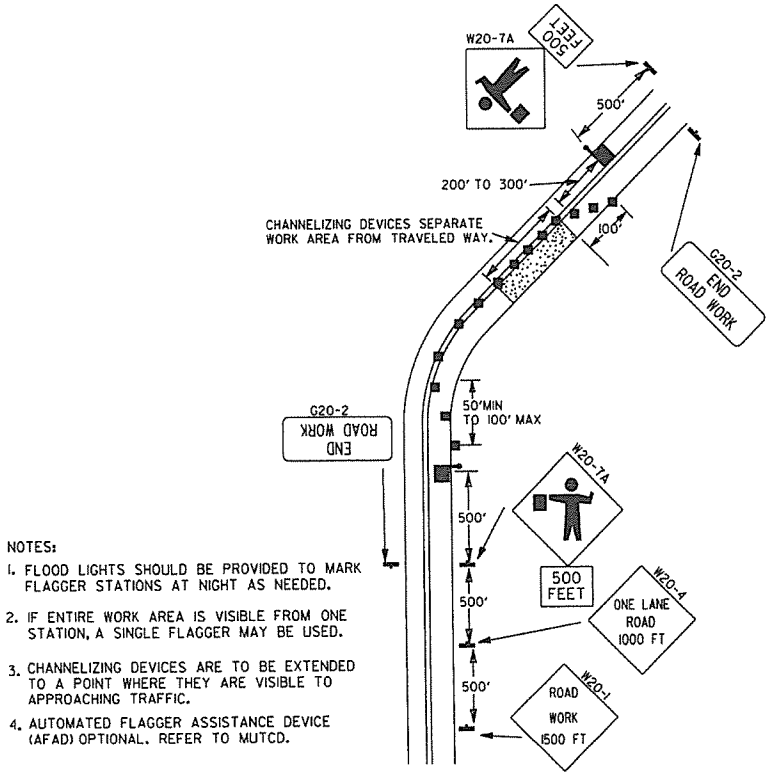 W20-7A
500
FEET
500'
200' TO 300'
CHANNELIZING DEVICES SEPARATE
WORK AREA FROM TRAVELED WAY.
100'
G20-2
END
ROAD WORK
50'MIN
TO 100' MAX
G20-2
END
ROAD WORK
W20-7A
500'
500
FEET
500'
W20-4
ONE LANE
ROAD
1000 FT
500'
W20-1
ROAD
WORK
1500 FT
NOTES:
1. FLOOD LIGHTS SHOULD BE PROVIDED TO MARK
FLAGGER STATIONS AT NIGHT AS NEEDED.
2. IF ENTIRE WORK AREA IS VISIBLE FROM ONE
STATION, A SINGLE FLAGGER MAY BE USED.
3. CHANNELIZING DEVICES ARE TO BE EXTENDED
TO A POINT WHERE THEY ARE VISIBLE TO
APPROACHING TRAFFIC.
4. AUTOMATED FLAGGER ASSISTANCE DEVICE
(AFAD) OPTIONAL. REFER TO MUTCD.